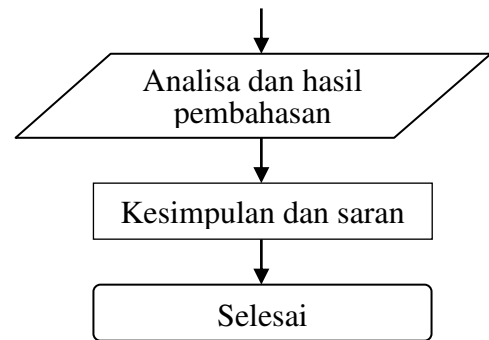 Analisa dan hasil
pembahasan
Kesimpulan dan saran
Selesai